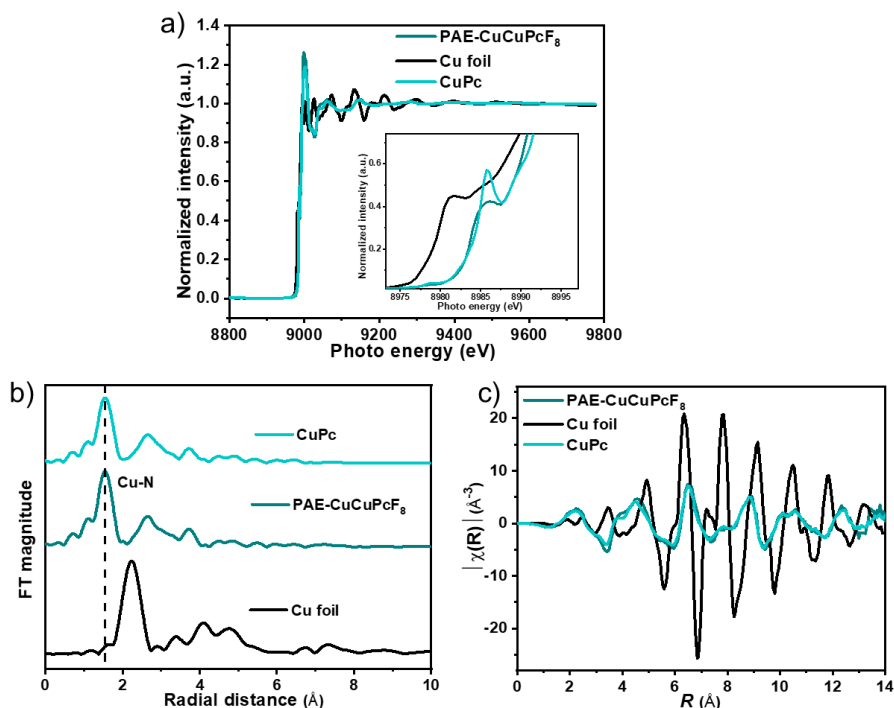 a)
1.4
1.2
1.0
0.8
0.6
0.4
0.2
0.0
Normalized intensity (a.u.)
PAE-CuCuPcF8
Cu foil
CuPc
0.6
0.4
0.2
Normalized intensity (a.u.)
8975 8980 8985 8990 8995
Photo energy (eV)
8800 9000 9200 9400 9600 9800
Photo energy (eV)
b)
FT magnitude
CuPc
Cu-N
PAE-CuCuPcF8
Cu foil
0 2 4 6 8 10
Radial distance (Å)
c)
20
10
0
-10
-20
| χ(R) | (Å-3)
PAE-CuCuPcF8
Cu foil
CuPc
0 2 4 6 8 10 12 14
R (Å)